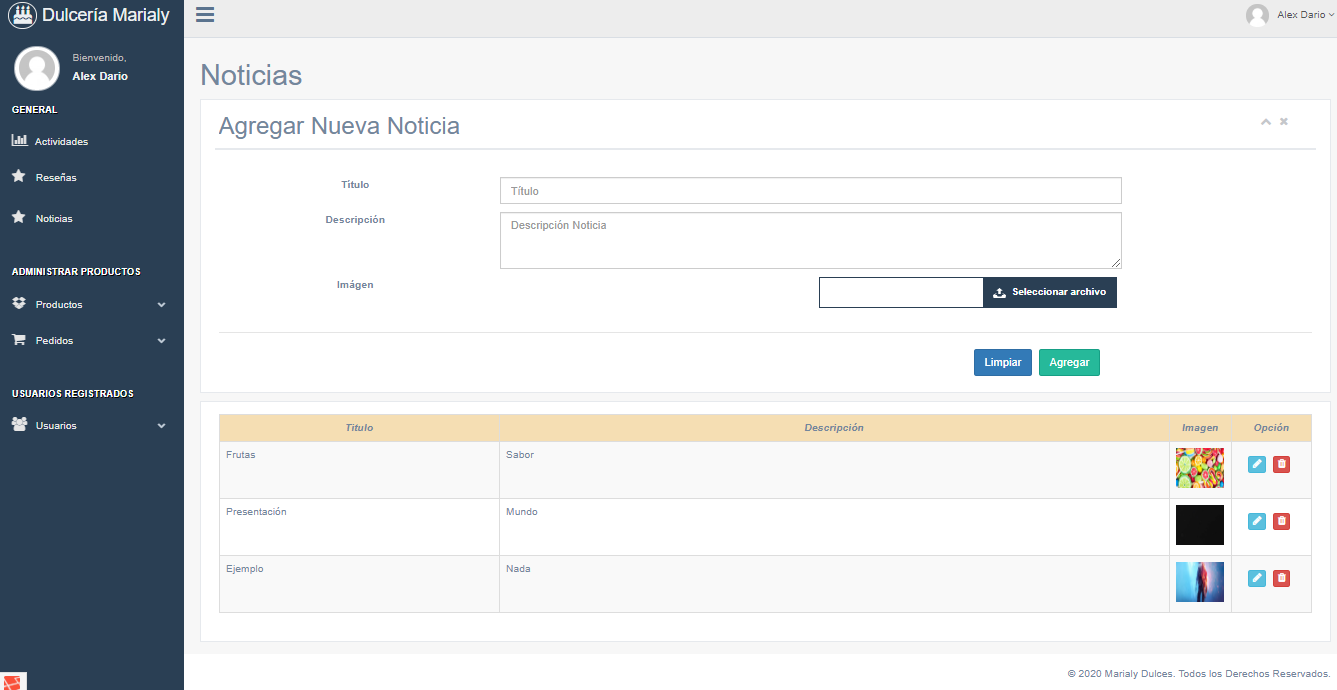 Dulcería Marialy
Alex Dario
Bienvenido,
Alex Dario
GENERAL
Actividades
Reseñas
Noticias
ADMINISTRAR PRODUCTOS
Productos
Pedidos
USUARIOS REGISTRADOS
Usuarios
Noticias
Agregar Nueva Noticia
Título
Título
Descripción
Descripción Noticia
Imágen
Seleccionar archivo
Limpiar
Agregar
Titulo Descripción Imagen Opción
Frutas Sabor
Presentación Mundo
Ejemplo Nada
© 2020 Marialy Dulces. Todos los Derechos Reservados.